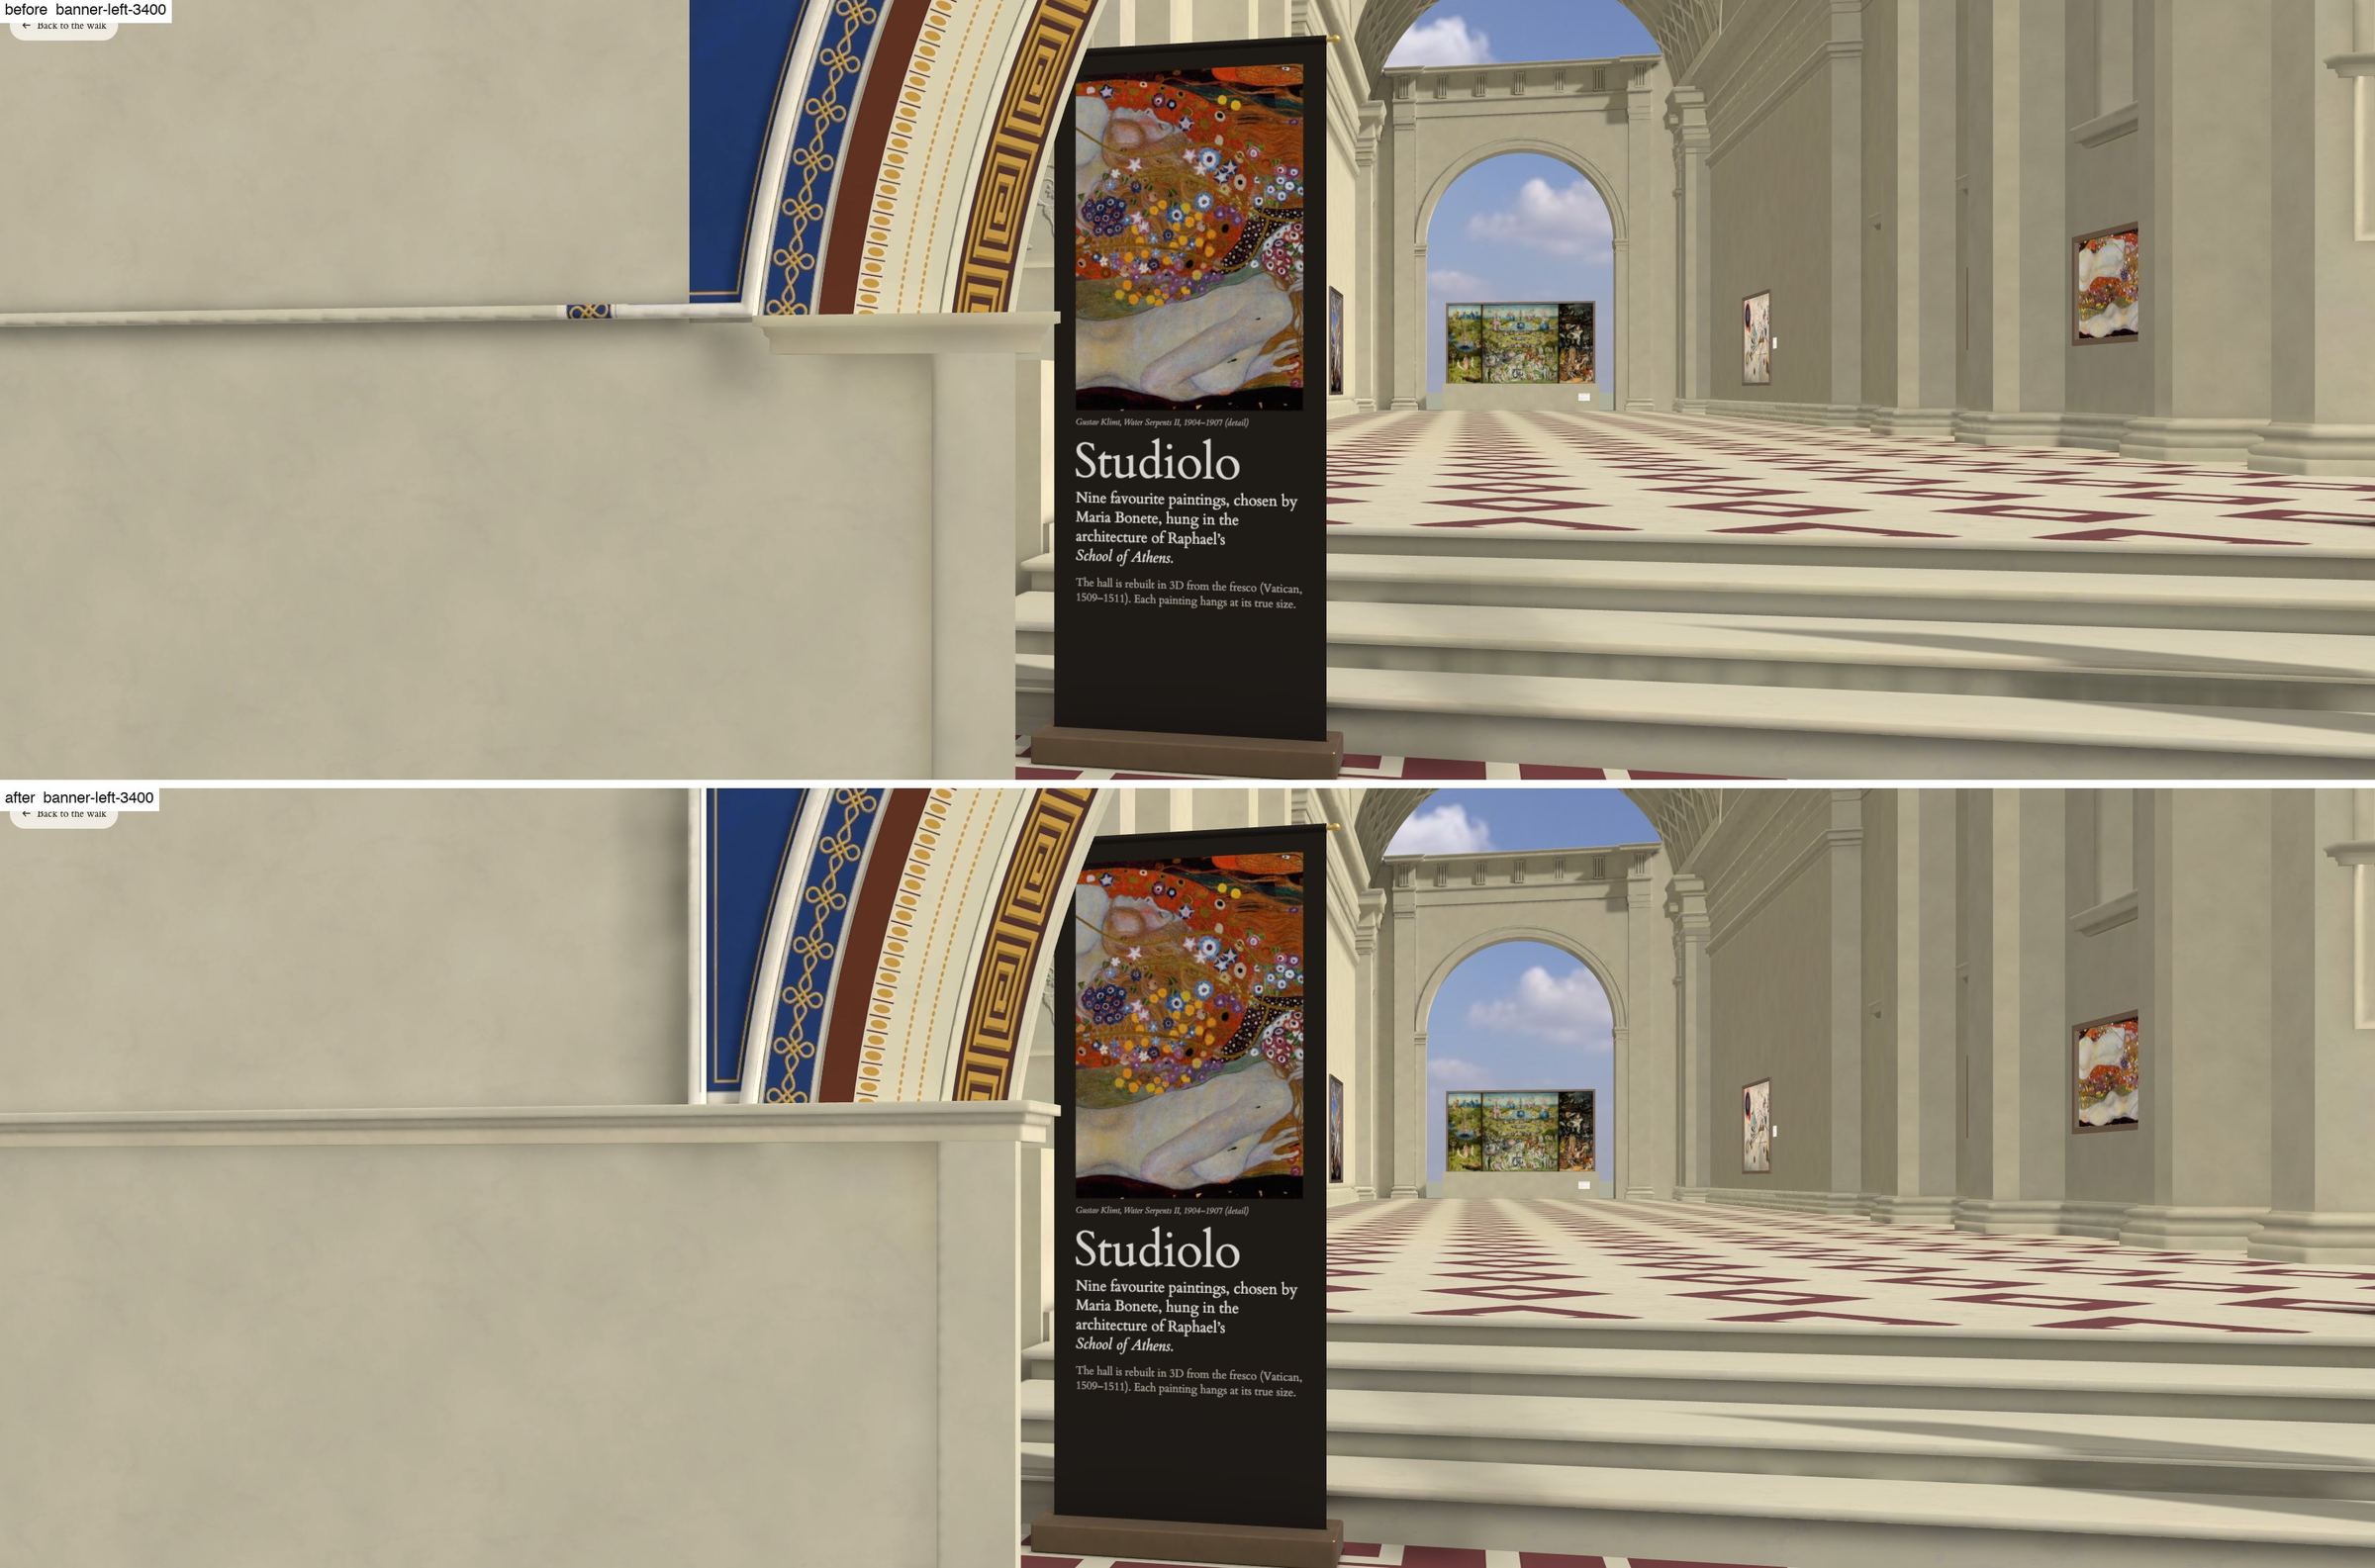 before banner-left-3400
← Back to the walk
Gustav Klimt, Water Serpents II, 1904–1907 (detail)
Studiolo
Nine favourite paintings, chosen by
Maria Bonete, hung in the
architecture of Raphael's
School of Athens.
The hall is rebuilt in 3D from the fresco (Vatican,
1509–1511). Each painting hangs at its true size.
after banner-left-3400
← Back to the walk
Gustav Klimt, Water Serpents II, 1904–1907 (detail)
Studiolo
Nine favourite paintings, chosen by
Maria Bonete, hung in the
architecture of Raphael's
School of Athens.
The hall is rebuilt in 3D from the fresco (Vatican,
1509–1511). Each painting hangs at its true size.